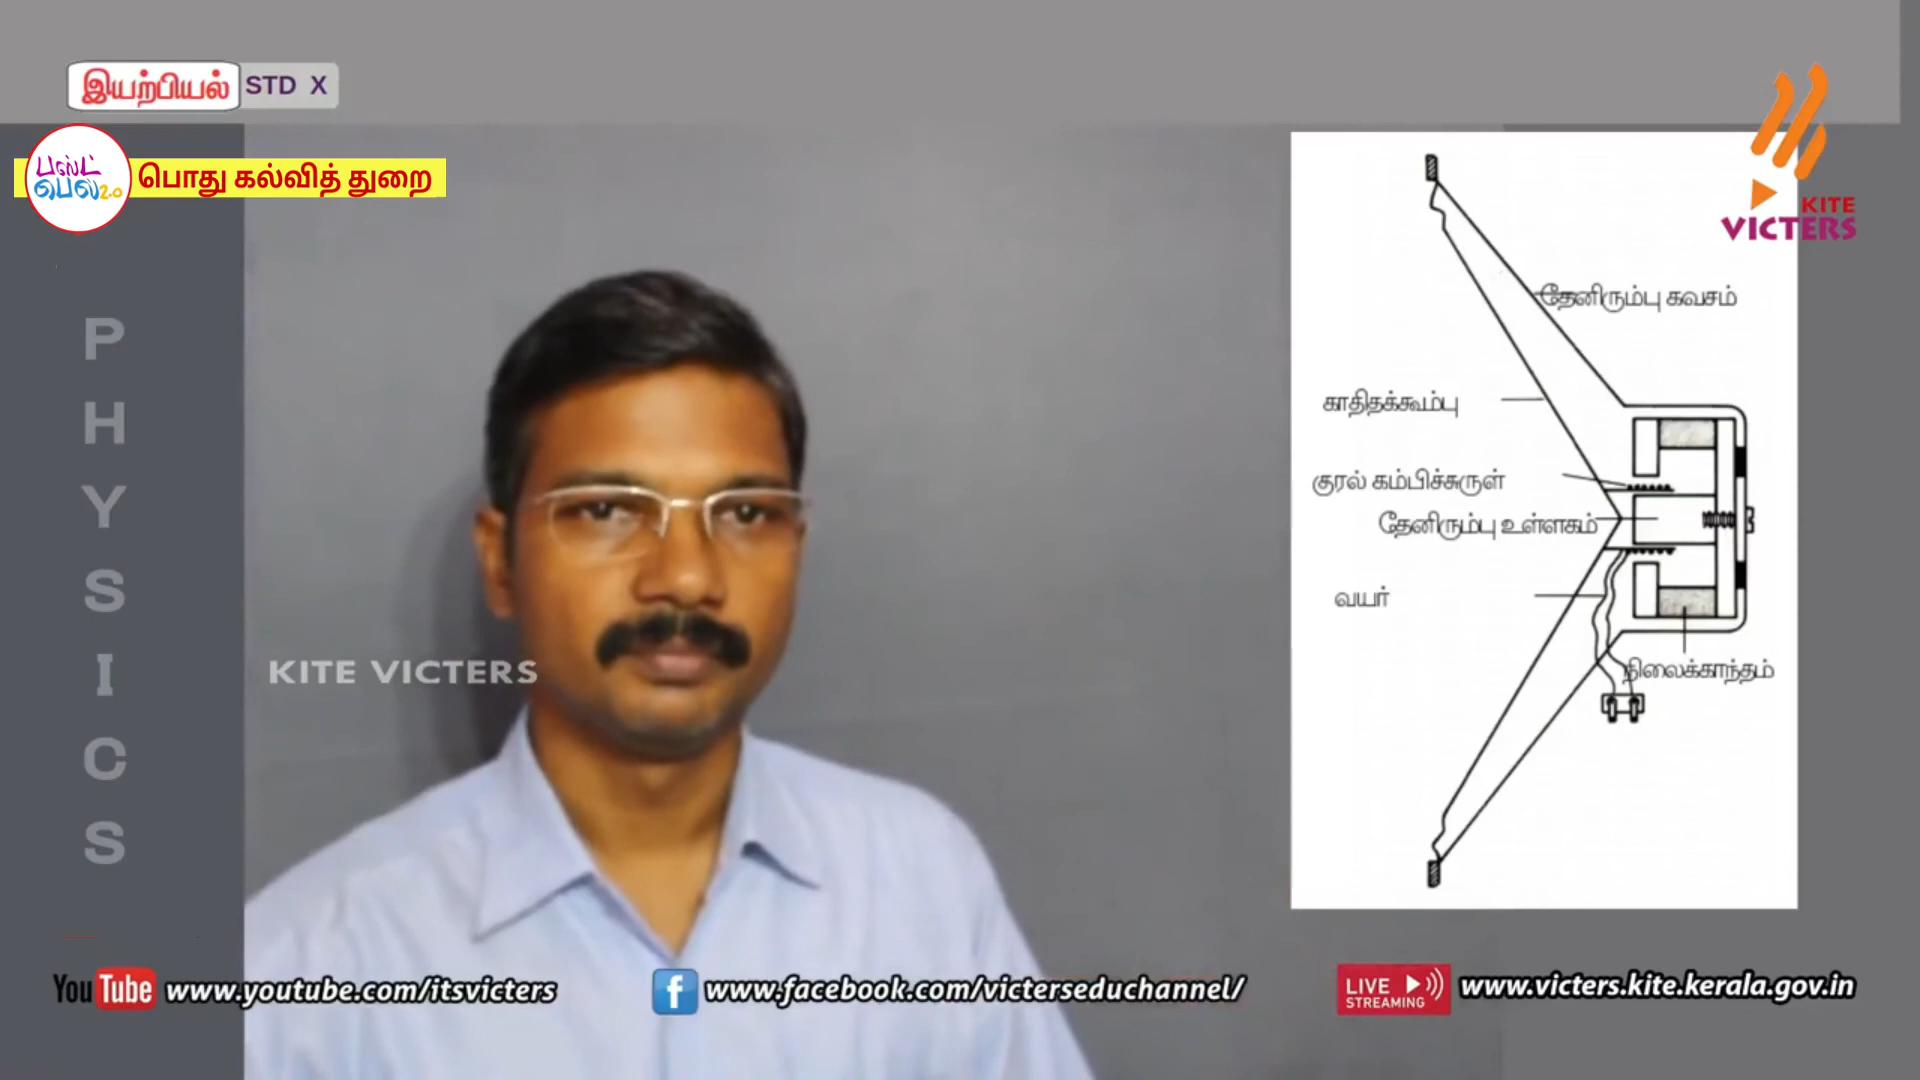 இயற்பியல் STD X
பஸ்ட் பெல் 2.0
பொது கல்வித் துறை
KITE VICTERS
PHYSICS
தேனிரும்பு கவசம்
காதிதக்கூம்பு
குரல் கம்பிச்சுருள்
தேனிரும்பு உள்ளகம்
வயர்
நிலைக்காந்தம்
KITE VICTERS
YouTube www.youtube.com/itsvicters
f www.facebook.com/victerseduchannel/
LIVE STREAMING www.victers.kite.kerala.gov.in